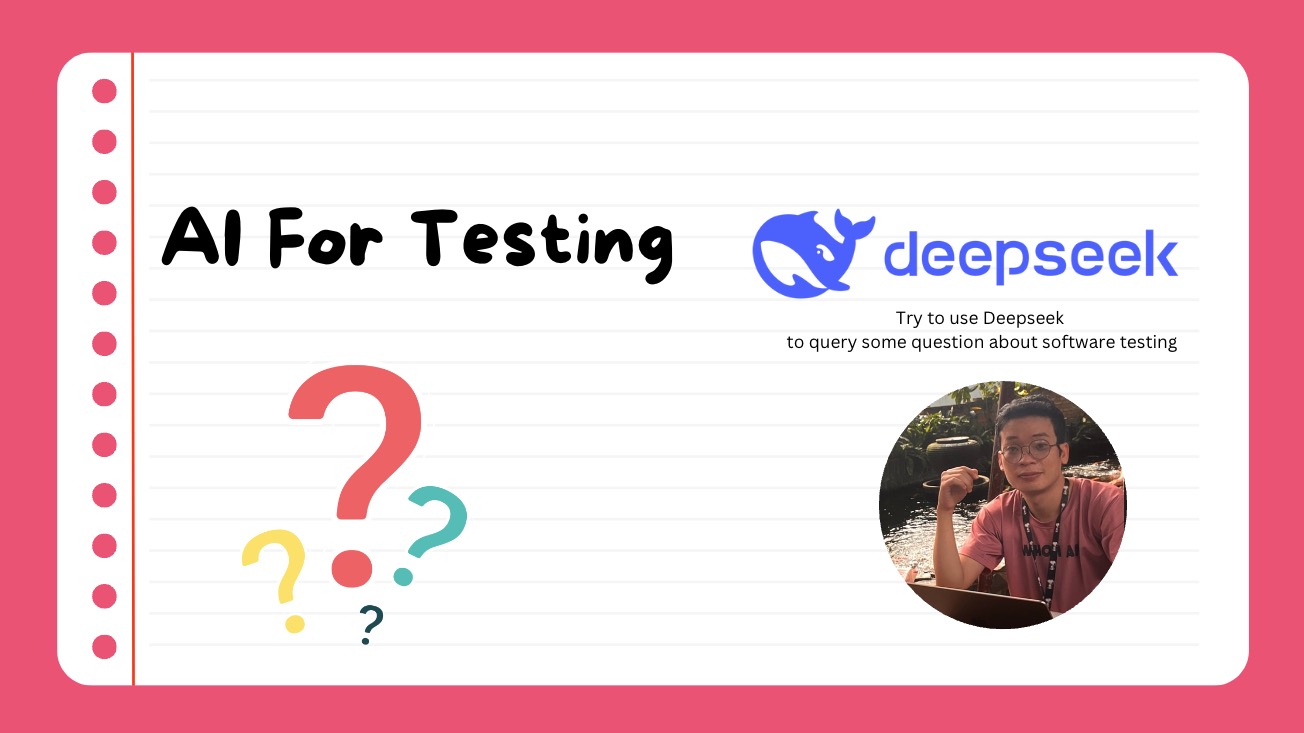 AI For Testing
deepseek
Try to use Deepseek
to query some question about software testing
?
?
?
?